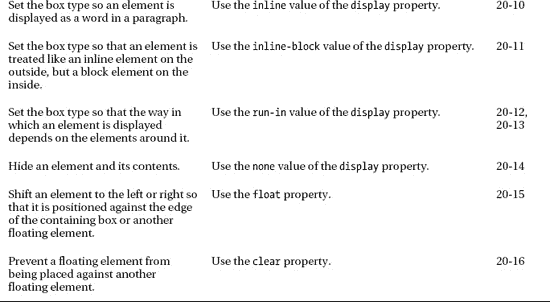 Set the box type so an element is Use the inline value of the display property. 20-10
displayed as a word in a paragraph.
Set the box type so that an element is Use the inline-block value of the display property. 20-11
treated like an inline element on the
outside, but a block element on the
inside.
Set the box type so that the way in Use the run-in value of the display property. 20-12,
which an element is displayed 20-13
depends on the elements around it.
Hide an element and its contents. Use the none value of the display property. 20-14
Shift an element to the left or right so Use the float property. 20-15
that it is positioned against the edge
of the containing box or another
floating element.
Prevent a floating element from Use the clear property. 20-16
being placed against another
floating element.